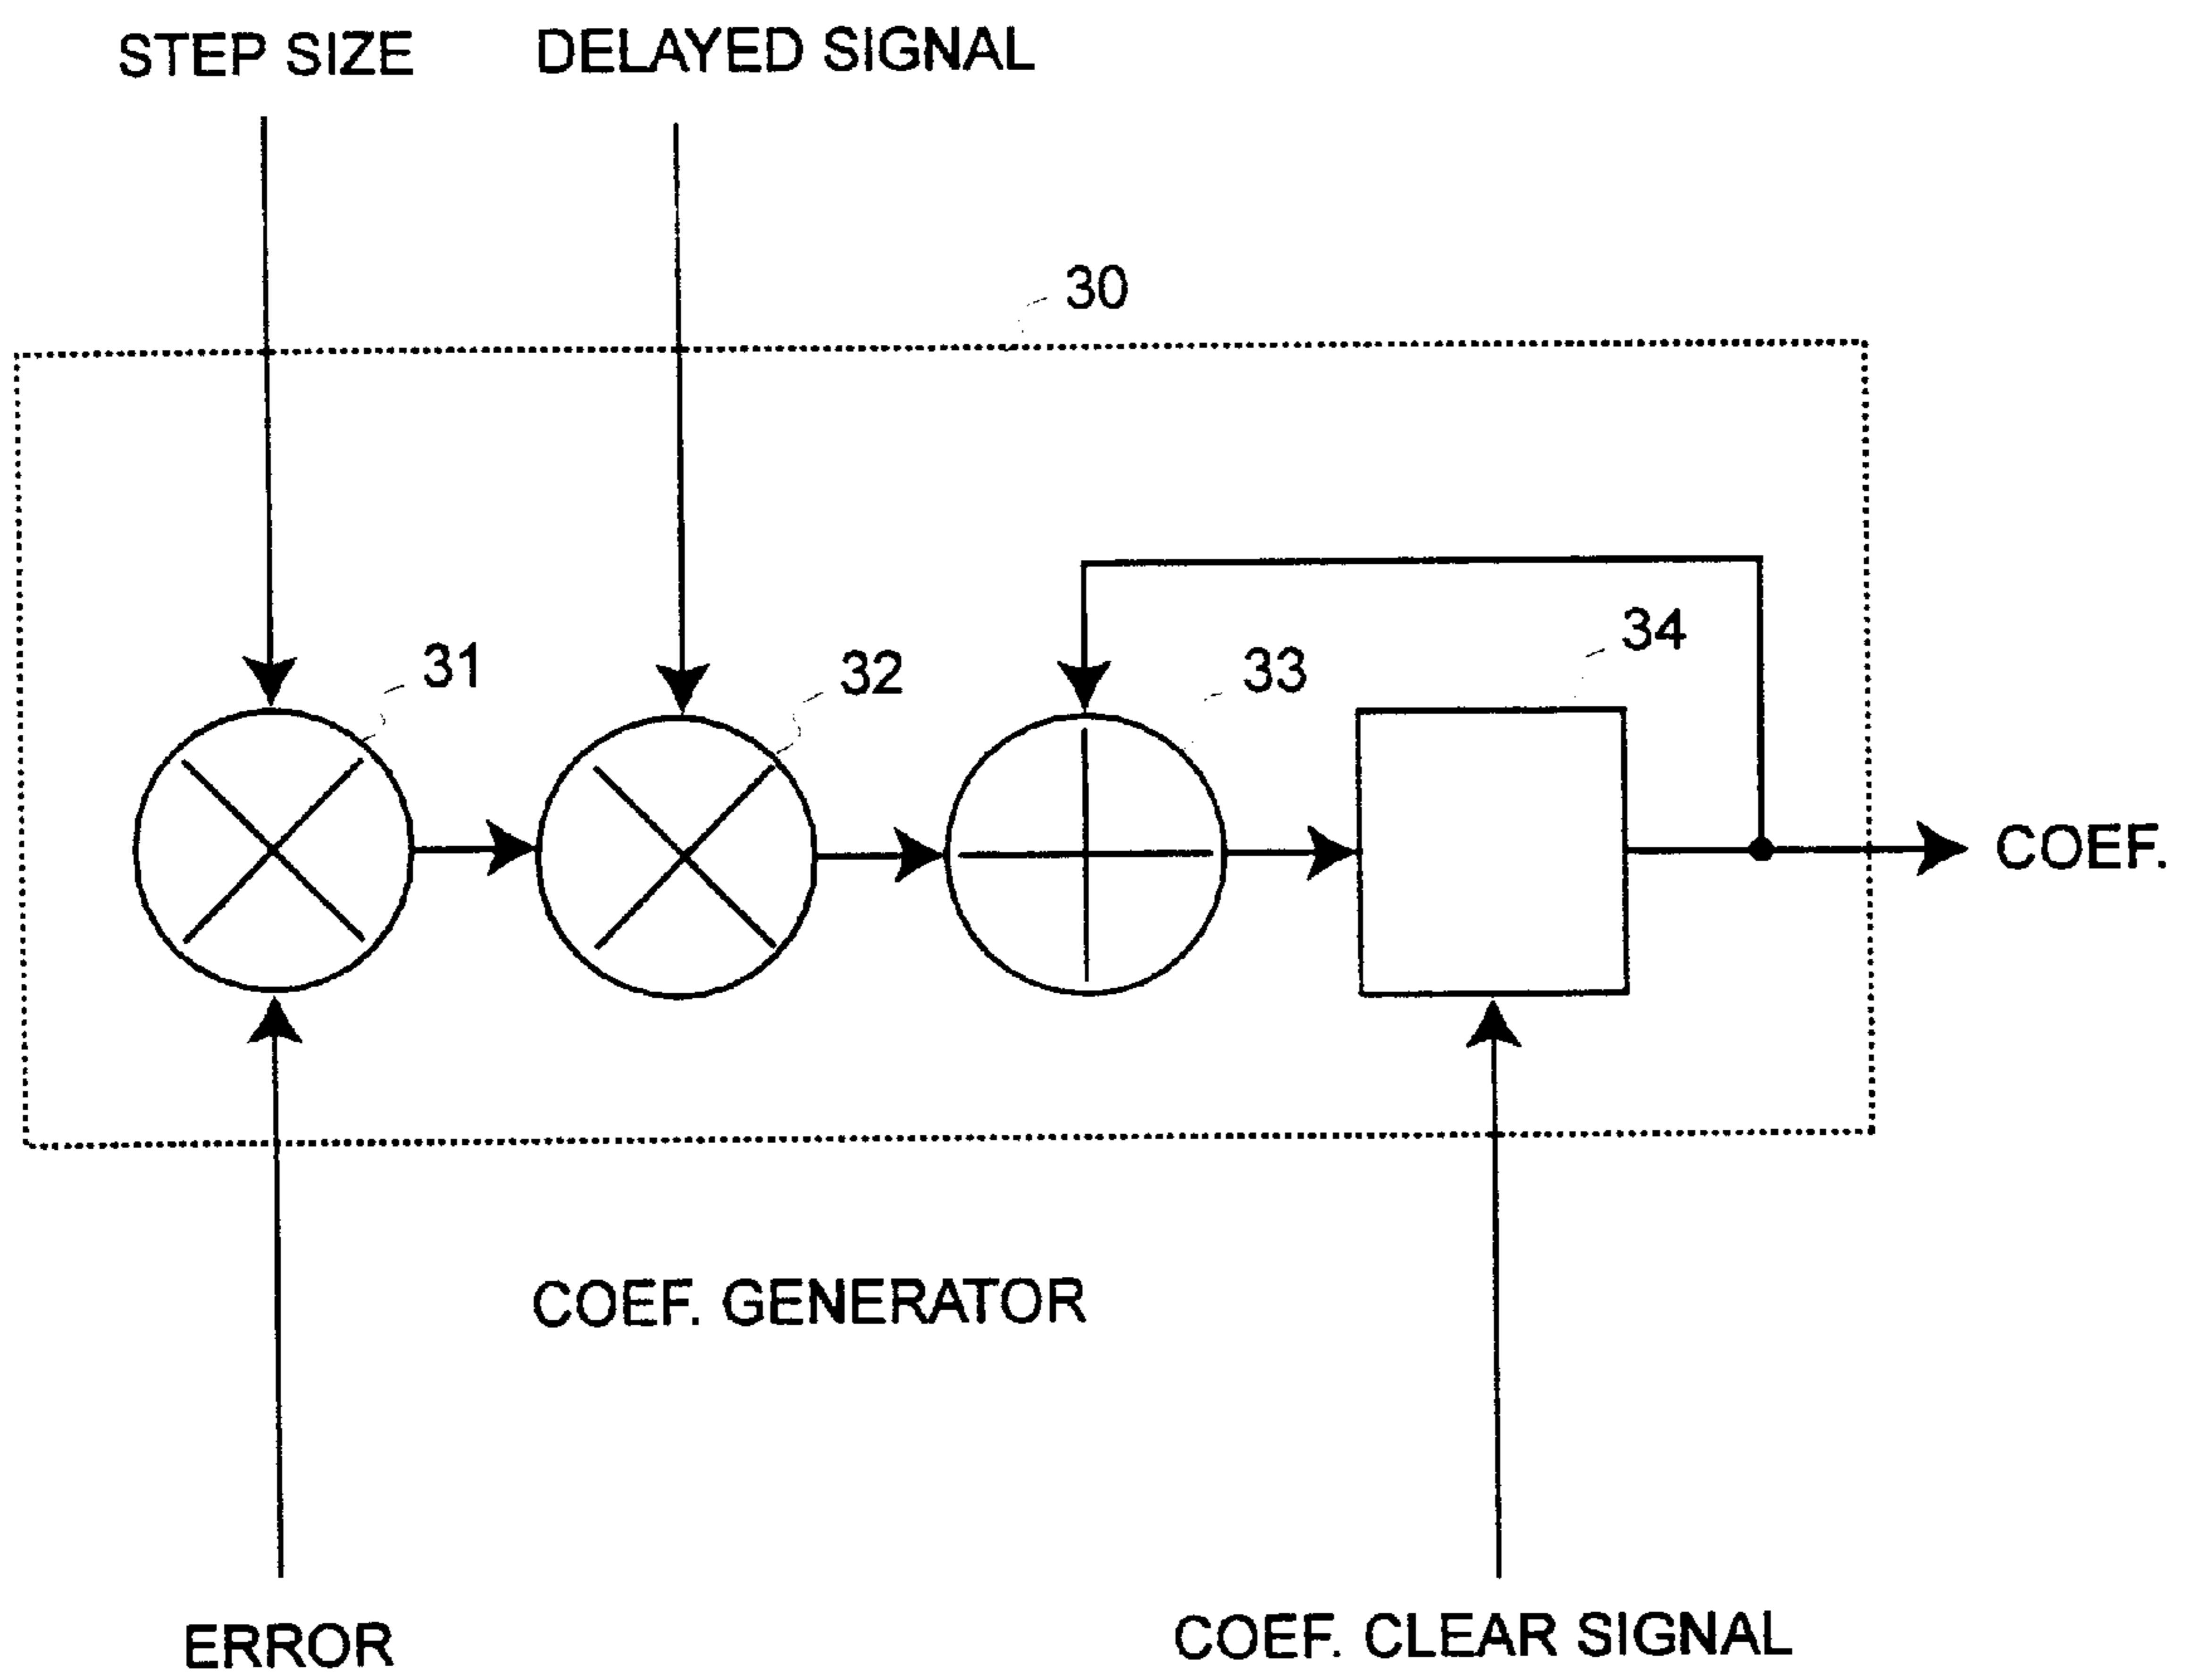 STEP SIZE
DELAYED SIGNAL
30
31
32
33
34
COEF.
COEF. GENERATOR
ERROR
COEF. CLEAR SIGNAL